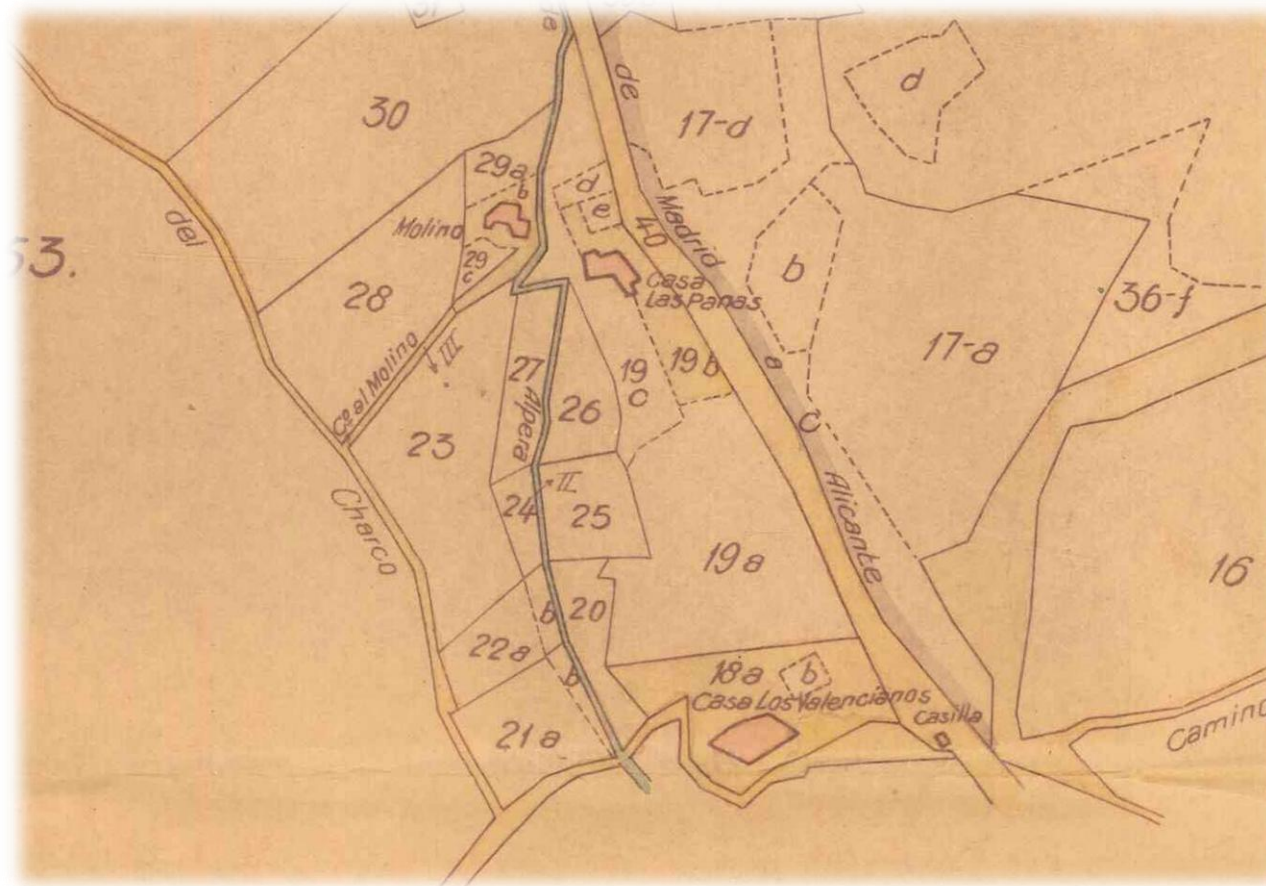 de
30
17-d
d
de
29a
b
d
e
Molino
29
c
del
53.
40
Madrid
b
Casa
Las Panas
28
36-f
17-a
Cº al Molino
III
27
Alpera
26
19
c
19 b
a
c
23
II
24
25
Charco
Alicante
19a
16
b
20
22a
b
18a
b
Casa Los Valencianos
Casilla
21a
Camino